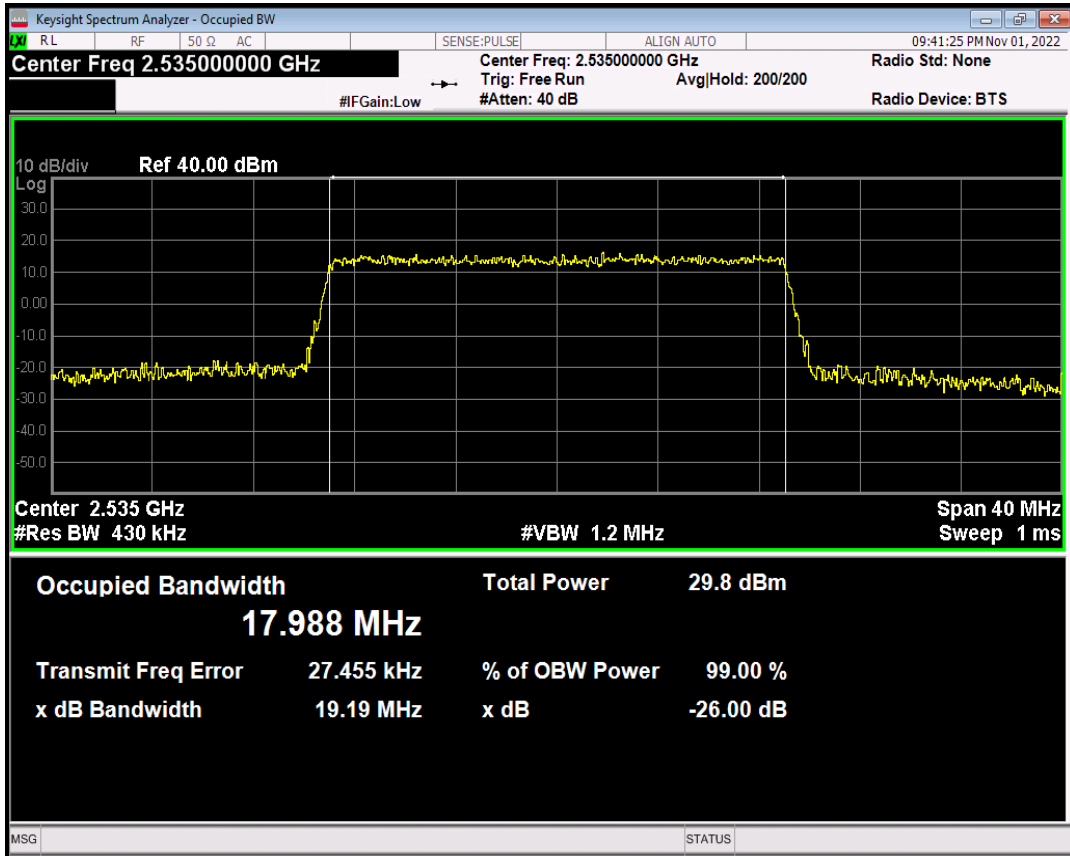 Keysight Spectrum Analyzer - Occupied BW
LXI RL RF 50 Ω AC SENSE:PULSE ALIGN AUTO 09:41:25 PM Nov 01, 2022
Center Freq 2.535000000 GHz
Center Freq: 2.535000000 GHz Radio Std: None
Trig: Free Run Avg|Hold: 200/200
#IFGain:Low #Atten: 40 dB Radio Device: BTS
10 dB/div Ref 40.00 dBm
Log
30.0
20.0
10.0
0.00
-10.0
-20.0
-30.0
-40.0
-50.0
Center 2.535 GHz Span 40 MHz
#Res BW 430 kHz #VBW 1.2 MHz Sweep 1 ms
Occupied Bandwidth Total Power 29.8 dBm
17.988 MHz
Transmit Freq Error 27.455 kHz % of OBW Power 99.00 %
x dB Bandwidth 19.19 MHz x dB -26.00 dB
MSG STATUS